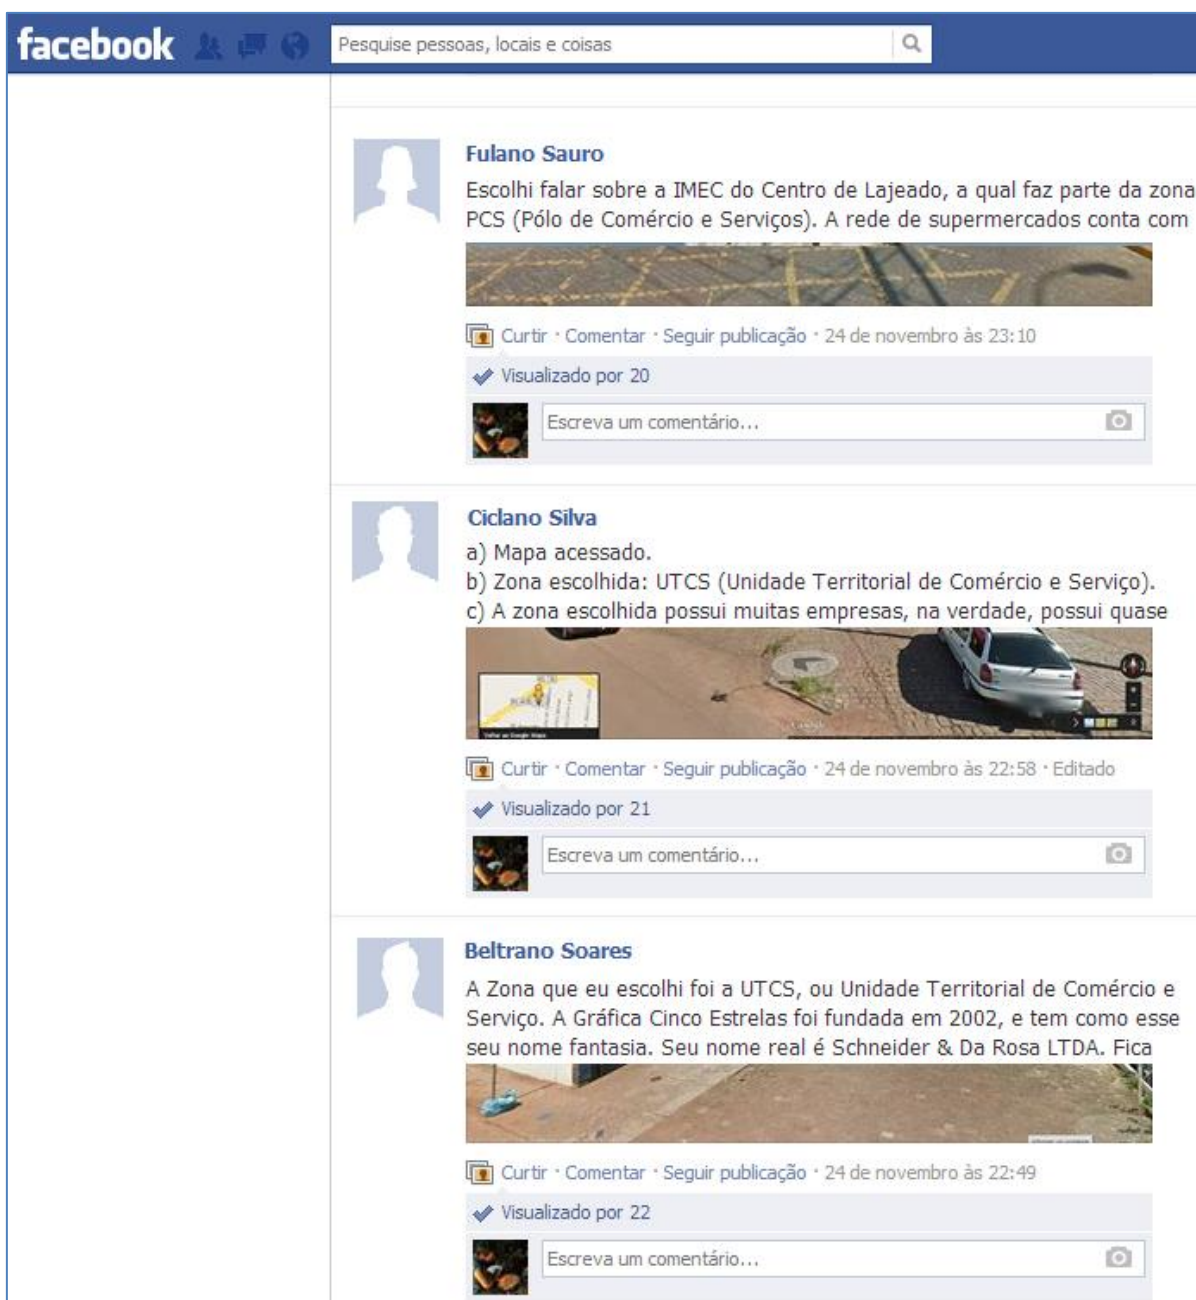 facebook
Pesquise pessoas, locais e coisas
Fulano Sauro
Escolhi falar sobre a IMEC do Centro de Lajeado, a qual faz parte da zona
PCS (Pólo de Comércio e Serviços). A rede de supermercados conta com
Curtir · Comentar · Seguir publicação · 24 de novembro às 23:10
Visualizado por 20
Escreva um comentário...
Ciclano Silva
a) Mapa acessado.
b) Zona escolhida: UTCS (Unidade Territorial de Comércio e Serviço).
c) A zona escolhida possui muitas empresas, na verdade, possui quase
Curtir · Comentar · Seguir publicação · 24 de novembro às 22:58 · Editado
Visualizado por 21
Escreva um comentário...
Beltrano Soares
A Zona que eu escolhi foi a UTCS, ou Unidade Territorial de Comércio e
Serviço. A Gráfica Cinco Estrelas foi fundada em 2002, e tem como esse
seu nome fantasia. Seu nome real é Schneider & Da Rosa LTDA. Fica
Curtir · Comentar · Seguir publicação · 24 de novembro às 22:49
Visualizado por 22
Escreva um comentário...